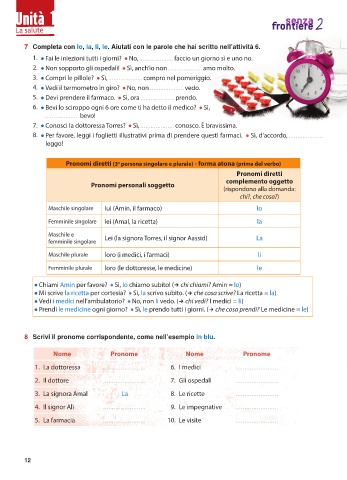 Unità 1
La salute
senza
frontiere 2
7 Completa con lo, la, li, le. Aiutati con le parole che hai scritto nell'attività 6.
1. • Fai le iniezioni tutti i giorni? • No, ................ faccio un giorno sì e uno no.
2. • Non sopporto gli ospedali! • Sì, anch'io non ................ amo molto.
3. • Compri le pillole? • Sì, ................ compro nel pomeriggio.
4. • Vedi il termometro in giro? • No, non ................ vedo.
5. • Devi prendere il farmaco. • Sì, ora ................ prendo.
6. • Bevi lo sciroppo ogni 6 ore come ti ha detto il medico? • Sì,
................ bevo!
7. • Conosci la dottoressa Torres? • Sì, ................ conosco. È bravissima.
8. • Per favore, leggi i foglietti illustrativi prima di prendere questi farmaci. • Sì, d'accordo, ................
leggo!
Pronomi diretti (3ª persona singolare e plurale) - forma atona (prima del verbo)
Pronomi personali soggetto
Pronomi diretti
complemento oggetto
(rispondono alla domanda:
chi?, che cosa?)
Maschile singolare lui (Amin, il farmaco) lo
Femminile singolare lei (Amal, la ricetta) la
Maschile e
femminile singolare Lei (la signora Torres, il signor Aassid) La
Maschile plurale loro (i medici, i farmaci) li
Femminile plurale loro (le dottoresse, le medicine) le
• Chiami Amin per favore? • Sì, lo chiamo subito! (→ chi chiami? Amin = lo)
• Mi scrive la ricetta per cortesia? • Sì, la scrivo subito. (→ che cosa scrive? La ricetta = la)
• Vedi i medici nell'ambulatorio? • No, non li vedo. (→ chi vedi? I medici = li)
• Prendi le medicine ogni giorno? • Sì, le prendo tutti i giorni. (→ che cosa prendi? Le medicine = le)
8 Scrivi il pronome corrispondente, come nell'esempio in blu.
Nome Pronome Nome Pronome
1. La dottoressa ................ 6. I medici ................
2. Il dottore ................ 7. Gli ospedali ................
3. La signora Amal La 8. Le ricette ................
4. Il signor Alì ................ 9. Le impegnative ................
5. La farmacia ................ 10. Le visite ................
12